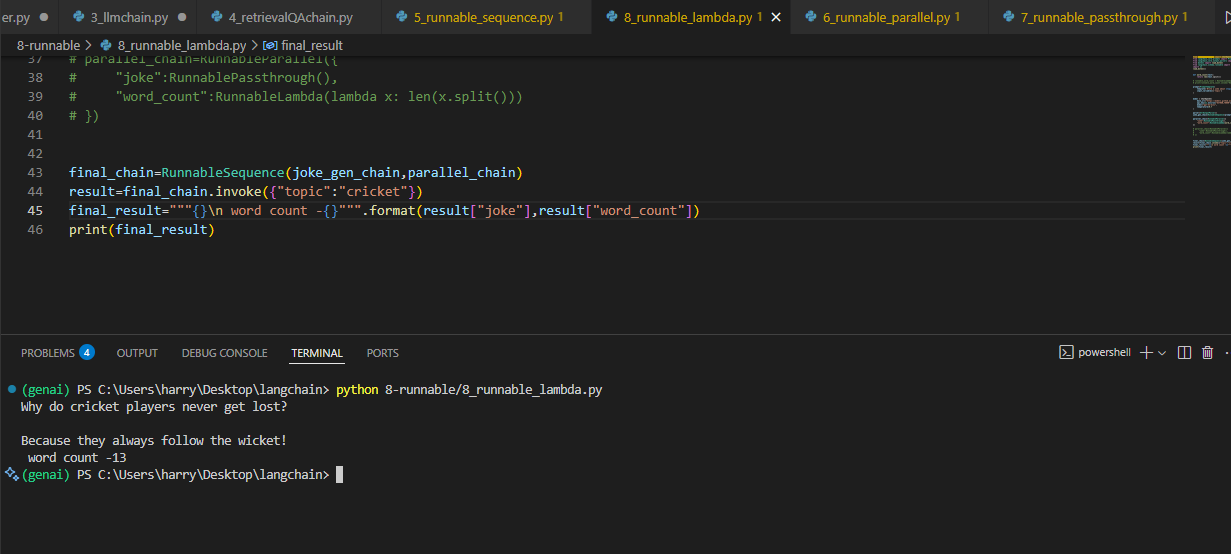 er.py
3_llmchain.py
4_retrievalQAchain.py
5_runnable_sequence.py 1
8_runnable_lambda.py 1
6_runnable_parallel.py 1
7_runnable_passthrough.py 1
8-runnable > 8_runnable_lambda.py > final_result
37 # parallel_chain=RunnableParallel({
38 #     "joke":RunnablePassthrough(),
39 #     "word_count":RunnableLambda(lambda x: len(x.split()))
40 # })
41
42
43 final_chain=RunnableSequence(joke_gen_chain,parallel_chain)
44 result=final_chain.invoke({"topic":"cricket"})
45 final_result="""{}\n word count -{}""".format(result["joke"],result["word_count"])
46 print(final_result)
PROBLEMS 4 OUTPUT DEBUG CONSOLE TERMINAL PORTS
powershell
(genai) PS C:\Users\harry\Desktop\langchain> python 8-runnable/8_runnable_lambda.py
Why do cricket players never get lost?
Because they always follow the wicket!
 word count -13
(genai) PS C:\Users\harry\Desktop\langchain>